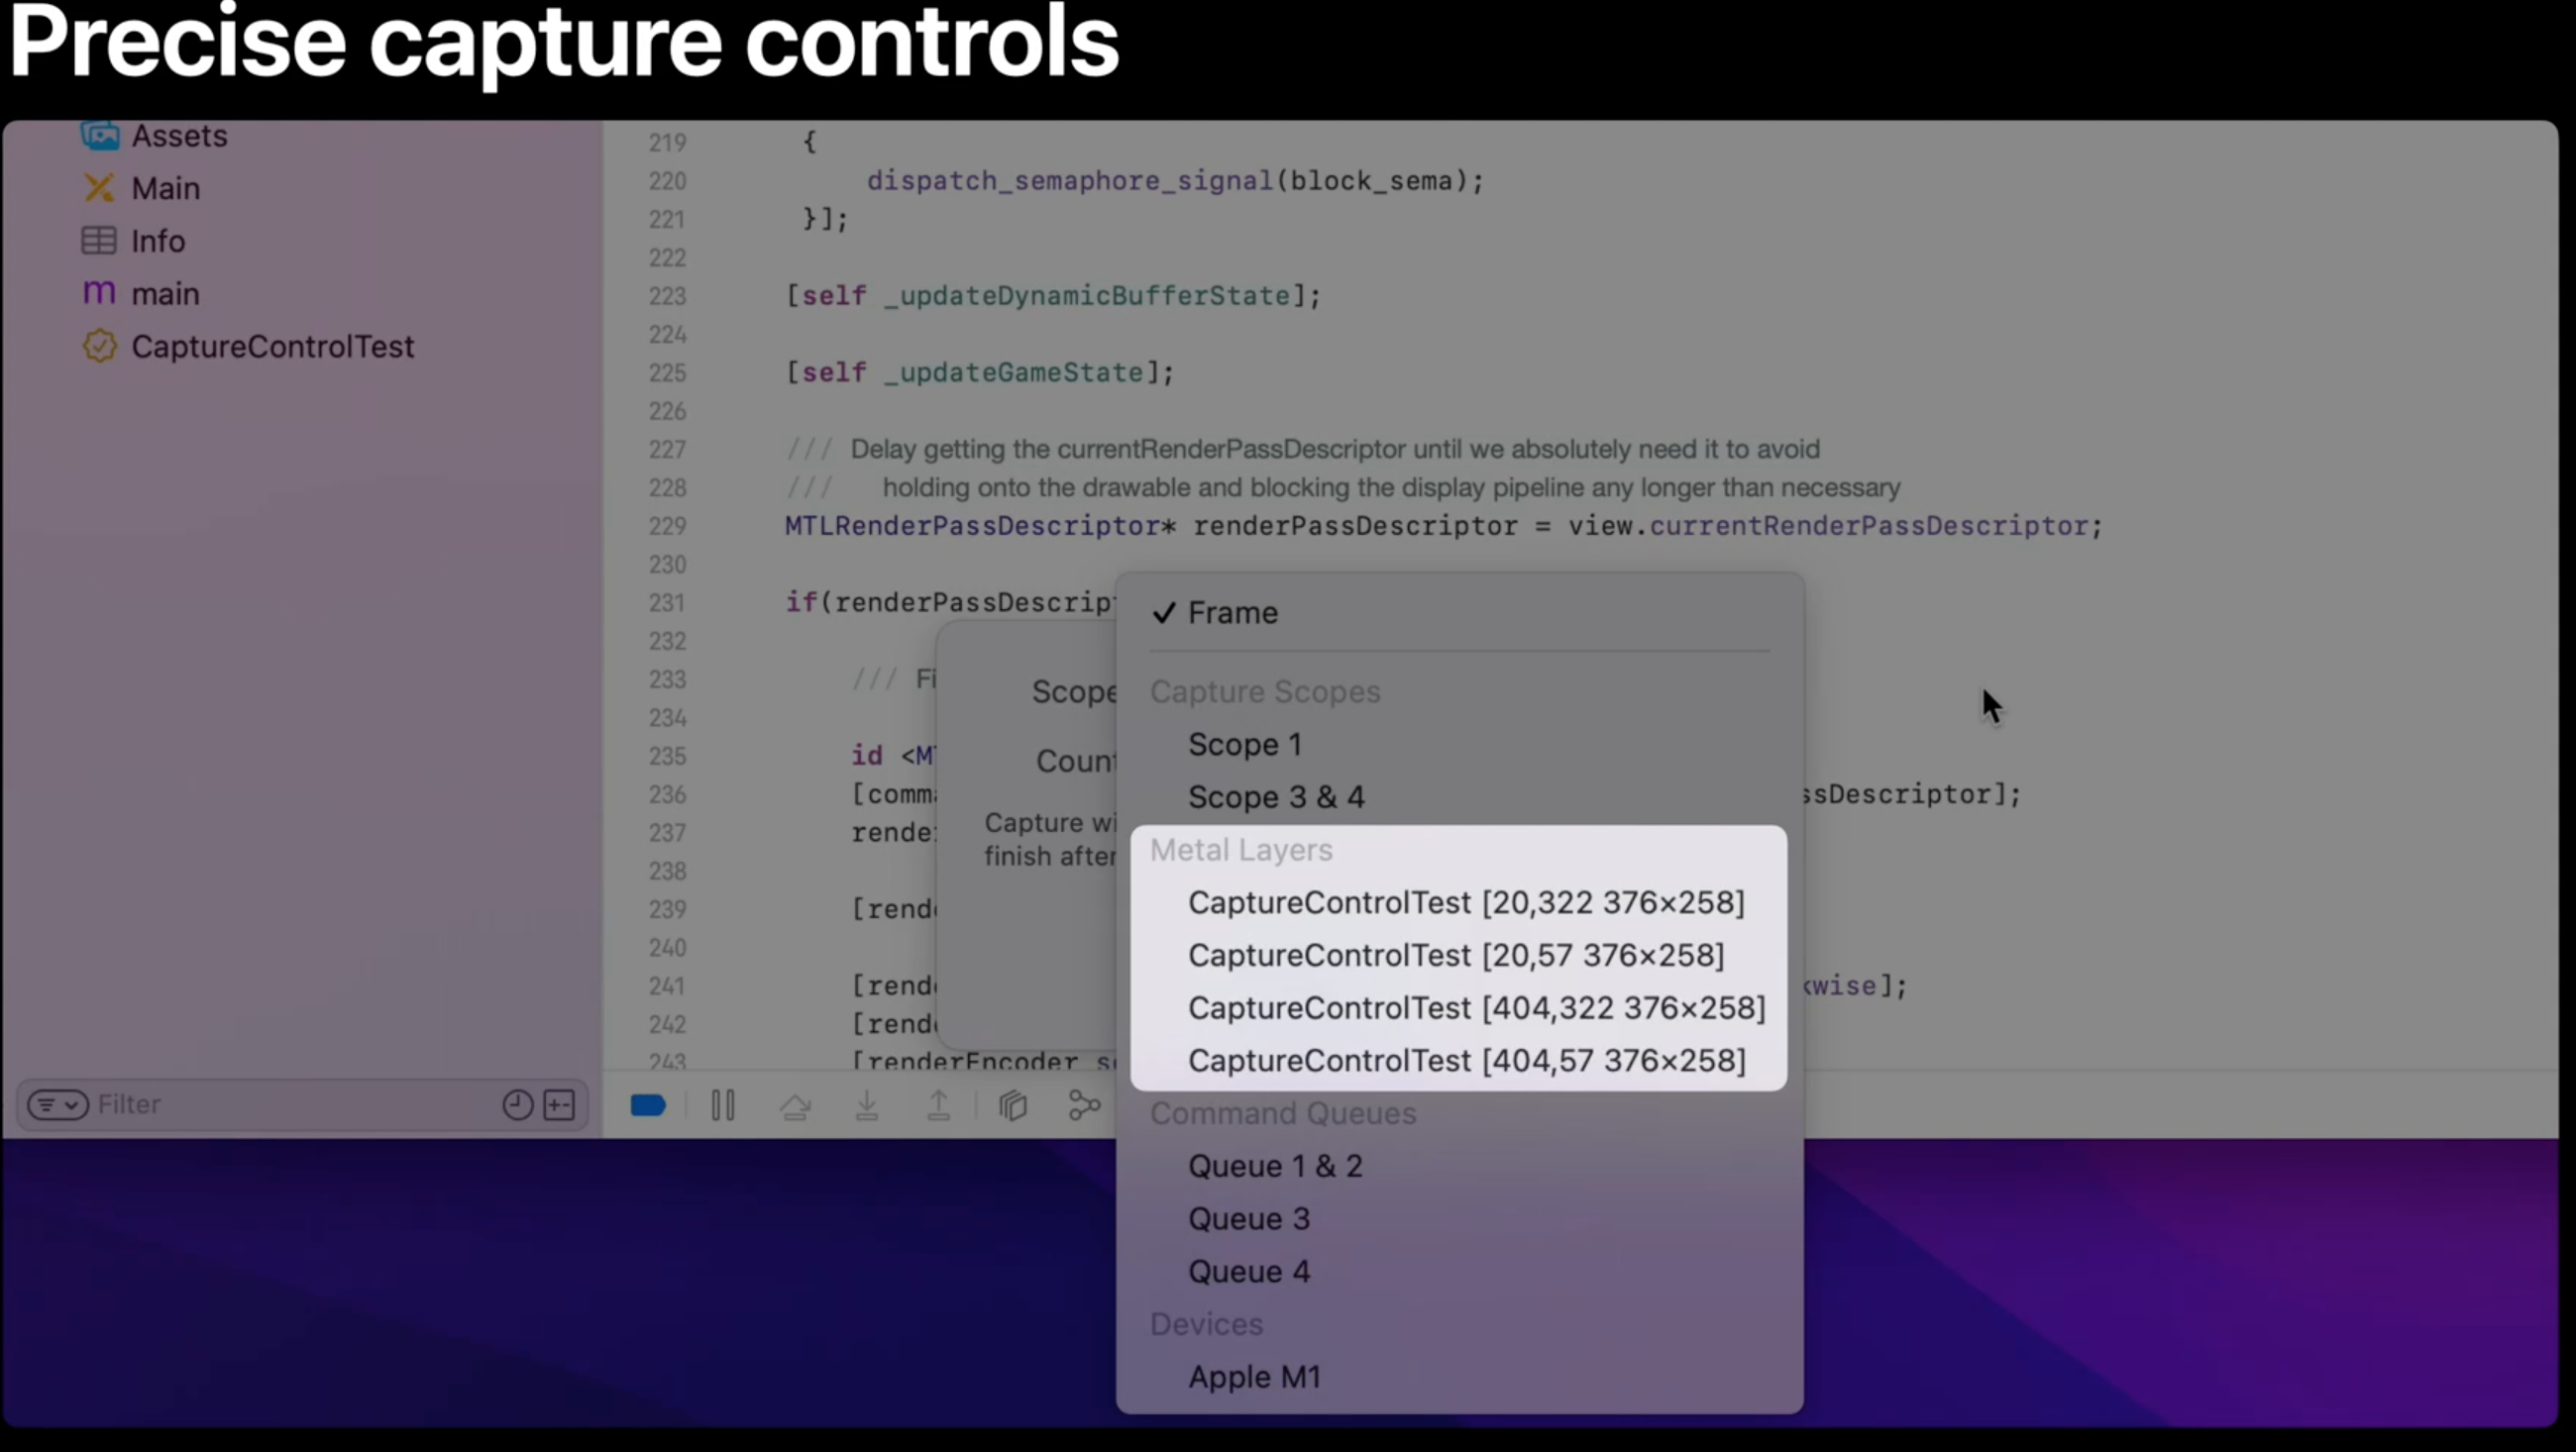 Precise capture controls
Assets
Main
Info
m main
CaptureControlTest
Filter
219 {
220 dispatch_semaphore_signal(block_sema);
221 }];
222
223 [self _updateDynamicBufferState];
224
225 [self _updateGameState];
226
227 /// Delay getting the currentRenderPassDescriptor until we absolutely need it to avoid
228 /// holding onto the drawable and blocking the display pipeline any longer than necessary
229 MTLRenderPassDescriptor* renderPassDescriptor = view.currentRenderPassDescriptor;
230
231 if(renderPassDescrip
232
233 /// Fi
234
235 id <M
236 [comm ssDescriptor];
237 rende
238
239 [rend
240
241 [rend kwise];
242 [rend
243 [renderEncoder s
Scope
Count
Capture wi
finish after
✓ Frame
Capture Scopes
Scope 1
Scope 3 & 4
Metal Layers
CaptureControlTest [20,322 376×258]
CaptureControlTest [20,57 376×258]
CaptureControlTest [404,322 376×258]
CaptureControlTest [404,57 376×258]
Command Queues
Queue 1 & 2
Queue 3
Queue 4
Devices
Apple M1